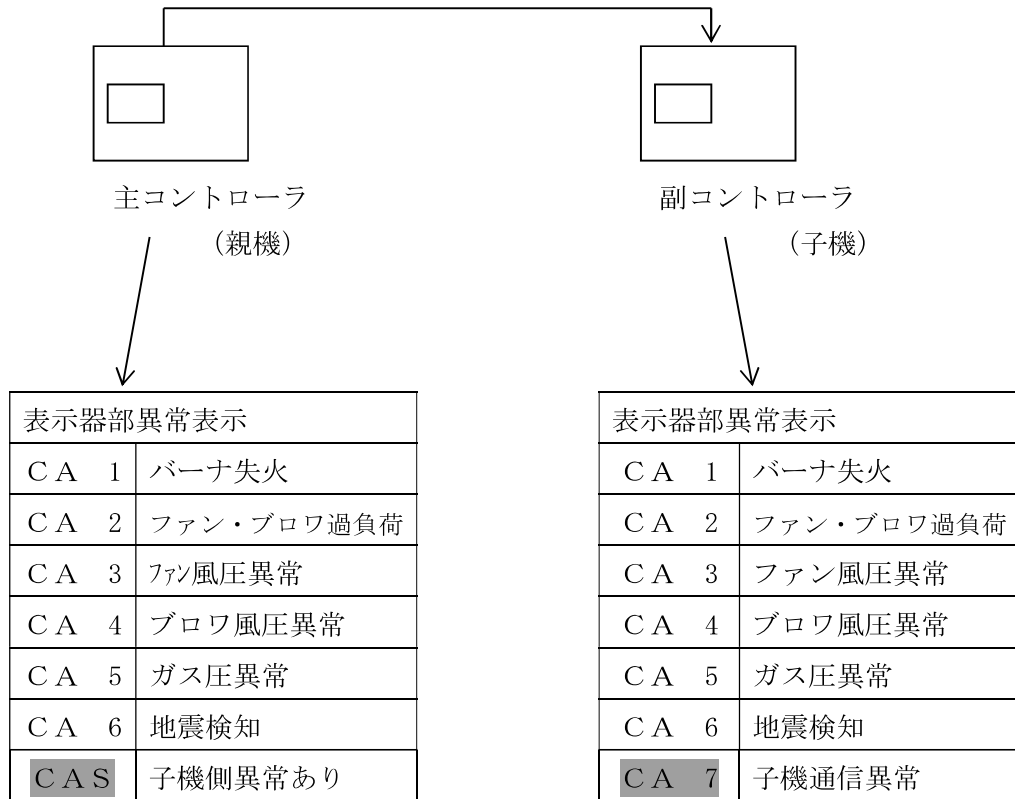 主コントローラ
（親機）
副コントローラ
（子機）
表示器部異常表示
ＣＡ　1　バーナ失火
ＣＡ　2　ファン・ブロワ過負荷
ＣＡ　3　ﾌｧﾝ風圧異常
ＣＡ　4　ブロワ風圧異常
ＣＡ　5　ガス圧異常
ＣＡ　6　地震検知
ＣＡＳ　子機側異常あり
表示器部異常表示
ＣＡ　1　バーナ失火
ＣＡ　2　ファン・ブロワ過負荷
ＣＡ　3　ファン風圧異常
ＣＡ　4　ブロワ風圧異常
ＣＡ　5　ガス圧異常
ＣＡ　6　地震検知
ＣＡ　7　子機通信異常